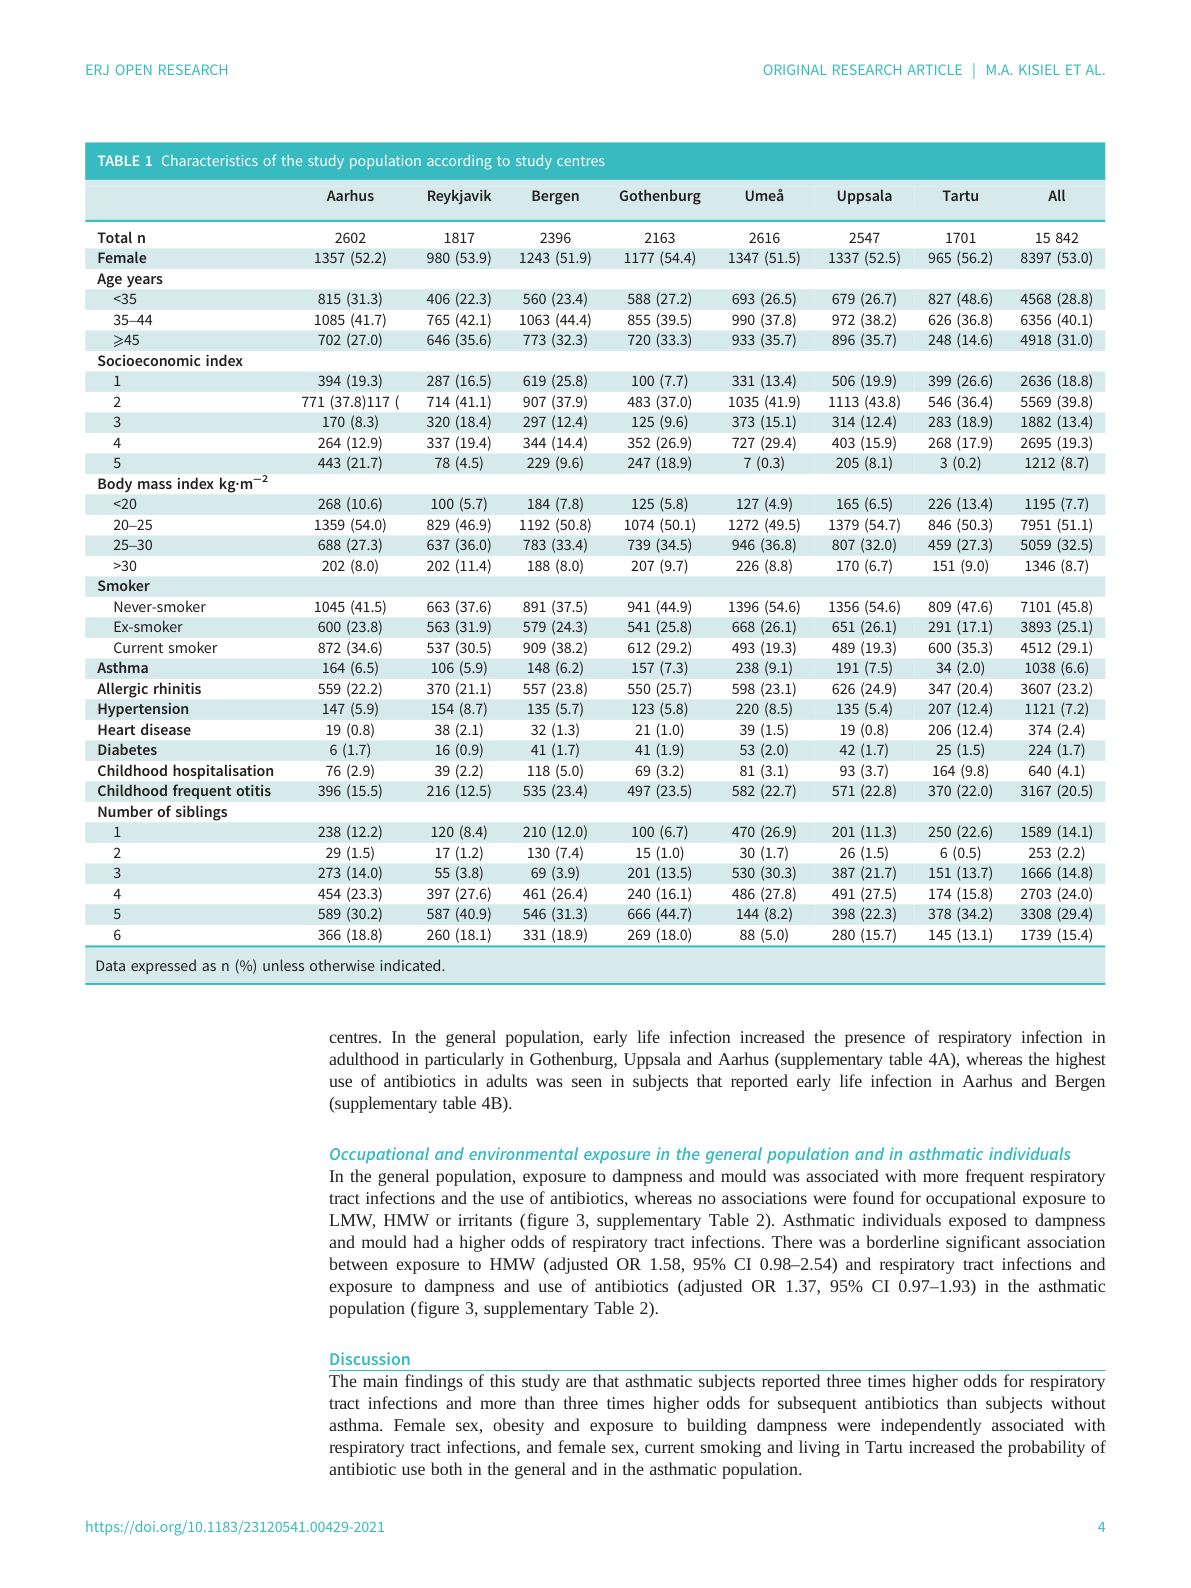 ERJ OPEN RESEARCH ORIGINAL RESEARCH ARTICLE | M.A. KISIEL ET AL.
TABLE 1 Characteristics of the study population according to study centres
Aarhus Reykjavik Bergen Gothenburg Umeå Uppsala Tartu All
Total n 2602 1817 2396 2163 2616 2547 1701 15 842
Female 1357 (52.2) 980 (53.9) 1243 (51.9) 1177 (54.4) 1347 (51.5) 1337 (52.5) 965 (56.2) 8397 (53.0)
Age years
<35 815 (31.3) 406 (22.3) 560 (23.4) 588 (27.2) 693 (26.5) 679 (26.7) 827 (48.6) 4568 (28.8)
35–44 1085 (41.7) 765 (42.1) 1063 (44.4) 855 (39.5) 990 (37.8) 972 (38.2) 626 (36.8) 6356 (40.1)
⩾45 702 (27.0) 646 (35.6) 773 (32.3) 720 (33.3) 933 (35.7) 896 (35.7) 248 (14.6) 4918 (31.0)
Socioeconomic index
1 394 (19.3) 287 (16.5) 619 (25.8) 100 (7.7) 331 (13.4) 506 (19.9) 399 (26.6) 2636 (18.8)
2 771 (37.8)117 ( 714 (41.1) 907 (37.9) 483 (37.0) 1035 (41.9) 1113 (43.8) 546 (36.4) 5569 (39.8)
3 170 (8.3) 320 (18.4) 297 (12.4) 125 (9.6) 373 (15.1) 314 (12.4) 283 (18.9) 1882 (13.4)
4 264 (12.9) 337 (19.4) 344 (14.4) 352 (26.9) 727 (29.4) 403 (15.9) 268 (17.9) 2695 (19.3)
5 443 (21.7) 78 (4.5) 229 (9.6) 247 (18.9) 7 (0.3) 205 (8.1) 3 (0.2) 1212 (8.7)
Body mass index kg·m⁻²
<20 268 (10.6) 100 (5.7) 184 (7.8) 125 (5.8) 127 (4.9) 165 (6.5) 226 (13.4) 1195 (7.7)
20–25 1359 (54.0) 829 (46.9) 1192 (50.8) 1074 (50.1) 1272 (49.5) 1379 (54.7) 846 (50.3) 7951 (51.1)
25–30 688 (27.3) 637 (36.0) 783 (33.4) 739 (34.5) 946 (36.8) 807 (32.0) 459 (27.3) 5059 (32.5)
>30 202 (8.0) 202 (11.4) 188 (8.0) 207 (9.7) 226 (8.8) 170 (6.7) 151 (9.0) 1346 (8.7)
Smoker
Never-smoker 1045 (41.5) 663 (37.6) 891 (37.5) 941 (44.9) 1396 (54.6) 1356 (54.6) 809 (47.6) 7101 (45.8)
Ex-smoker 600 (23.8) 563 (31.9) 579 (24.3) 541 (25.8) 668 (26.1) 651 (26.1) 291 (17.1) 3893 (25.1)
Current smoker 872 (34.6) 537 (30.5) 909 (38.2) 612 (29.2) 493 (19.3) 489 (19.3) 600 (35.3) 4512 (29.1)
Asthma 164 (6.5) 106 (5.9) 148 (6.2) 157 (7.3) 238 (9.1) 191 (7.5) 34 (2.0) 1038 (6.6)
Allergic rhinitis 559 (22.2) 370 (21.1) 557 (23.8) 550 (25.7) 598 (23.1) 626 (24.9) 347 (20.4) 3607 (23.2)
Hypertension 147 (5.9) 154 (8.7) 135 (5.7) 123 (5.8) 220 (8.5) 135 (5.4) 207 (12.4) 1121 (7.2)
Heart disease 19 (0.8) 38 (2.1) 32 (1.3) 21 (1.0) 39 (1.5) 19 (0.8) 206 (12.4) 374 (2.4)
Diabetes 6 (1.7) 16 (0.9) 41 (1.7) 41 (1.9) 53 (2.0) 42 (1.7) 25 (1.5) 224 (1.7)
Childhood hospitalisation 76 (2.9) 39 (2.2) 118 (5.0) 69 (3.2) 81 (3.1) 93 (3.7) 164 (9.8) 640 (4.1)
Childhood frequent otitis 396 (15.5) 216 (12.5) 535 (23.4) 497 (23.5) 582 (22.7) 571 (22.8) 370 (22.0) 3167 (20.5)
Number of siblings
1 238 (12.2) 120 (8.4) 210 (12.0) 100 (6.7) 470 (26.9) 201 (11.3) 250 (22.6) 1589 (14.1)
2 29 (1.5) 17 (1.2) 130 (7.4) 15 (1.0) 30 (1.7) 26 (1.5) 6 (0.5) 253 (2.2)
3 273 (14.0) 55 (3.8) 69 (3.9) 201 (13.5) 530 (30.3) 387 (21.7) 151 (13.7) 1666 (14.8)
4 454 (23.3) 397 (27.6) 461 (26.4) 240 (16.1) 486 (27.8) 491 (27.5) 174 (15.8) 2703 (24.0)
5 589 (30.2) 587 (40.9) 546 (31.3) 666 (44.7) 144 (8.2) 398 (22.3) 378 (34.2) 3308 (29.4)
6 366 (18.8) 260 (18.1) 331 (18.9) 269 (18.0) 88 (5.0) 280 (15.7) 145 (13.1) 1739 (15.4)
Data expressed as n (%) unless otherwise indicated.
centres. In the general population, early life infection increased the presence of respiratory infection in
adulthood in particularly in Gothenburg, Uppsala and Aarhus (supplementary table 4A), whereas the highest
use of antibiotics in adults was seen in subjects that reported early life infection in Aarhus and Bergen
(supplementary table 4B).
Occupational and environmental exposure in the general population and in asthmatic individuals
In the general population, exposure to dampness and mould was associated with more frequent respiratory
tract infections and the use of antibiotics, whereas no associations were found for occupational exposure to
LMW, HMW or irritants (figure 3, supplementary Table 2). Asthmatic individuals exposed to dampness
and mould had a higher odds of respiratory tract infections. There was a borderline significant association
between exposure to HMW (adjusted OR 1.58, 95% CI 0.98–2.54) and respiratory tract infections and
exposure to dampness and use of antibiotics (adjusted OR 1.37, 95% CI 0.97–1.93) in the asthmatic
population (figure 3, supplementary Table 2).
Discussion
The main findings of this study are that asthmatic subjects reported three times higher odds for respiratory
tract infections and more than three times higher odds for subsequent antibiotics than subjects without
asthma. Female sex, obesity and exposure to building dampness were independently associated with
respiratory tract infections, and female sex, current smoking and living in Tartu increased the probability of
antibiotic use both in the general and in the asthmatic population.
https://doi.org/10.1183/23120541.00429-2021 4